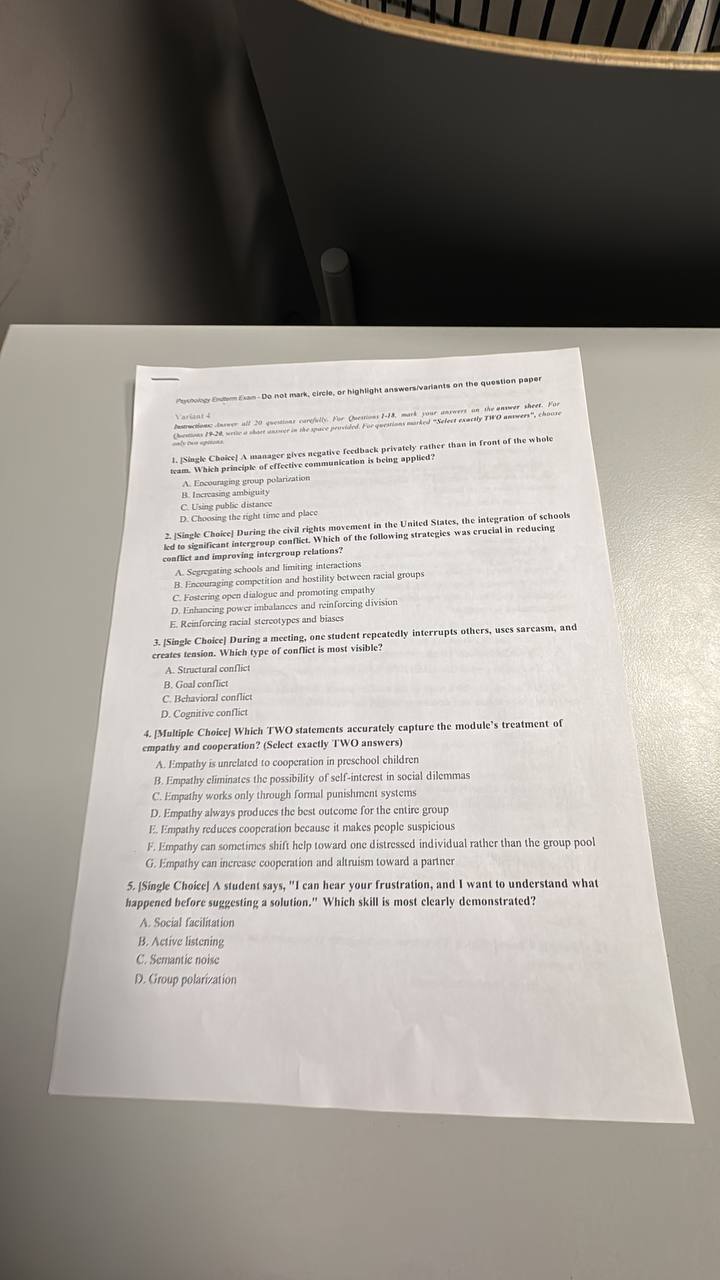 Psychology Endterm Exam - Do not mark, circle, or highlight answers/variants on the question paper
Variant 4
Instructions: Answer all 20 questions carefully. For Questions 1-18, mark your answers on the answer sheet. For
Questions 19-20, write a short answer in the space provided. For questions marked "Select exactly TWO answers", choose
only two options.
1. [Single Choice] A manager gives negative feedback privately rather than in front of the whole
team. Which principle of effective communication is being applied?
A. Encouraging group polarization
B. Increasing ambiguity
C. Using public distance
D. Choosing the right time and place
2. [Single Choice] During the civil rights movement in the United States, the integration of schools
led to significant intergroup conflict. Which of the following strategies was crucial in reducing
conflict and improving intergroup relations?
A. Segregating schools and limiting interactions
B. Encouraging competition and hostility between racial groups
C. Fostering open dialogue and promoting empathy
D. Enhancing power imbalances and reinforcing division
E. Reinforcing racial stereotypes and biases
3. [Single Choice] During a meeting, one student repeatedly interrupts others, uses sarcasm, and
creates tension. Which type of conflict is most visible?
A. Structural conflict
B. Goal conflict
C. Behavioral conflict
D. Cognitive conflict
4. [Multiple Choice] Which TWO statements accurately capture the module's treatment of
empathy and cooperation? (Select exactly TWO answers)
A. Empathy is unrelated to cooperation in preschool children
B. Empathy eliminates the possibility of self-interest in social dilemmas
C. Empathy works only through formal punishment systems
D. Empathy always produces the best outcome for the entire group
E. Empathy reduces cooperation because it makes people suspicious
F. Empathy can sometimes shift help toward one distressed individual rather than the group pool
G. Empathy can increase cooperation and altruism toward a partner
5. [Single Choice] A student says, "I can hear your frustration, and I want to understand what
happened before suggesting a solution." Which skill is most clearly demonstrated?
A. Social facilitation
B. Active listening
C. Semantic noise
D. Group polarization